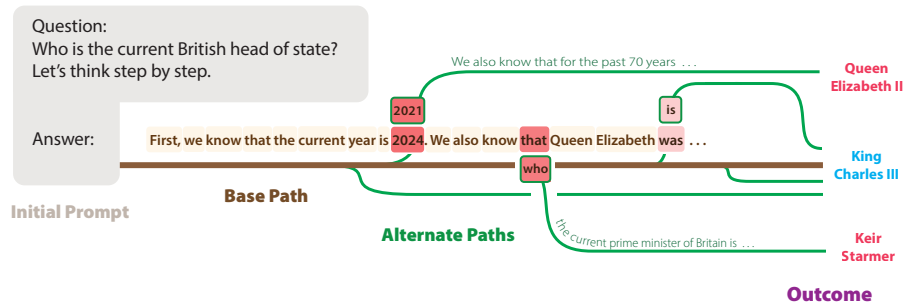 Question:
Who is the current British head of state?
Let's think step by step.
We also know that for the past 70 years ...
Queen
Elizabeth II
2021
is
Answer:
First, we know that the current year is 2024. We also know that Queen Elizabeth was ...
who
King
Charles III
Base Path
Initial Prompt
Alternate Paths
the current prime minister of Britain is ...
Keir
Starmer
Outcome